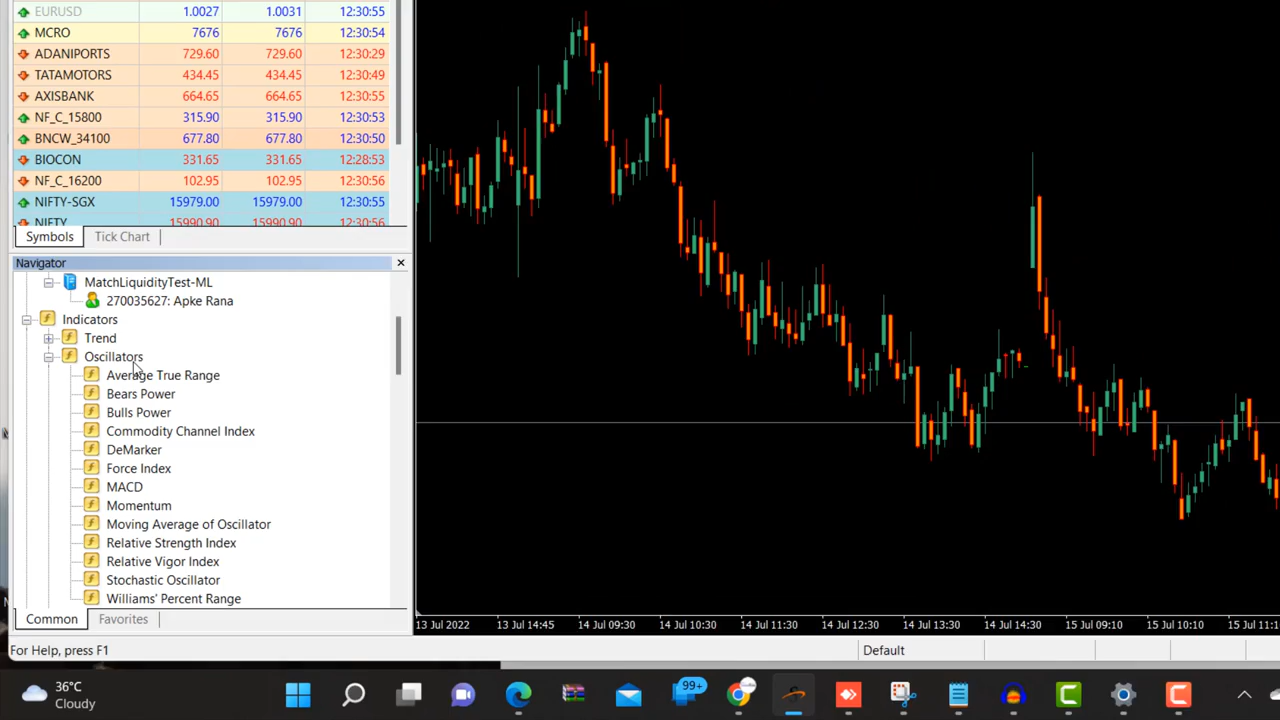 EURUSD 1.0027 1.0031 12:30:55
MCRO 7676 7676 12:30:54
ADANIPORTS 729.60 729.60 12:30:29
TATAMOTORS 434.45 434.45 12:30:49
AXISBANK 664.65 664.65 12:30:55
NF_C_15800 315.90 315.90 12:30:53
BNCW_34100 677.80 677.80 12:30:50
BIOCON 331.65 331.65 12:28:53
NF_C_16200 102.95 102.95 12:30:56
NIFTY-SGX 15979.00 15979.00 12:30:55
NIFTY 15990.90 15990.90 12:30:56
Symbols Tick Chart
Navigator
MatchLiquidityTest-ML
270035627: Apke Rana
Indicators
Trend
Oscillators
Average True Range
Bears Power
Bulls Power
Commodity Channel Index
DeMarker
Force Index
MACD
Momentum
Moving Average of Oscillator
Relative Strength Index
Relative Vigor Index
Stochastic Oscillator
Williams' Percent Range
Common Favorites
13 Jul 2022 13 Jul 14:45 14 Jul 09:30 14 Jul 10:30 14 Jul 11:30 14 Jul 12:30 14 Jul 13:30 14 Jul 14:30 15 Jul 09:10 15 Jul 10:10 15 Jul 11:1
For Help, press F1 Default
36°C
Cloudy
99+